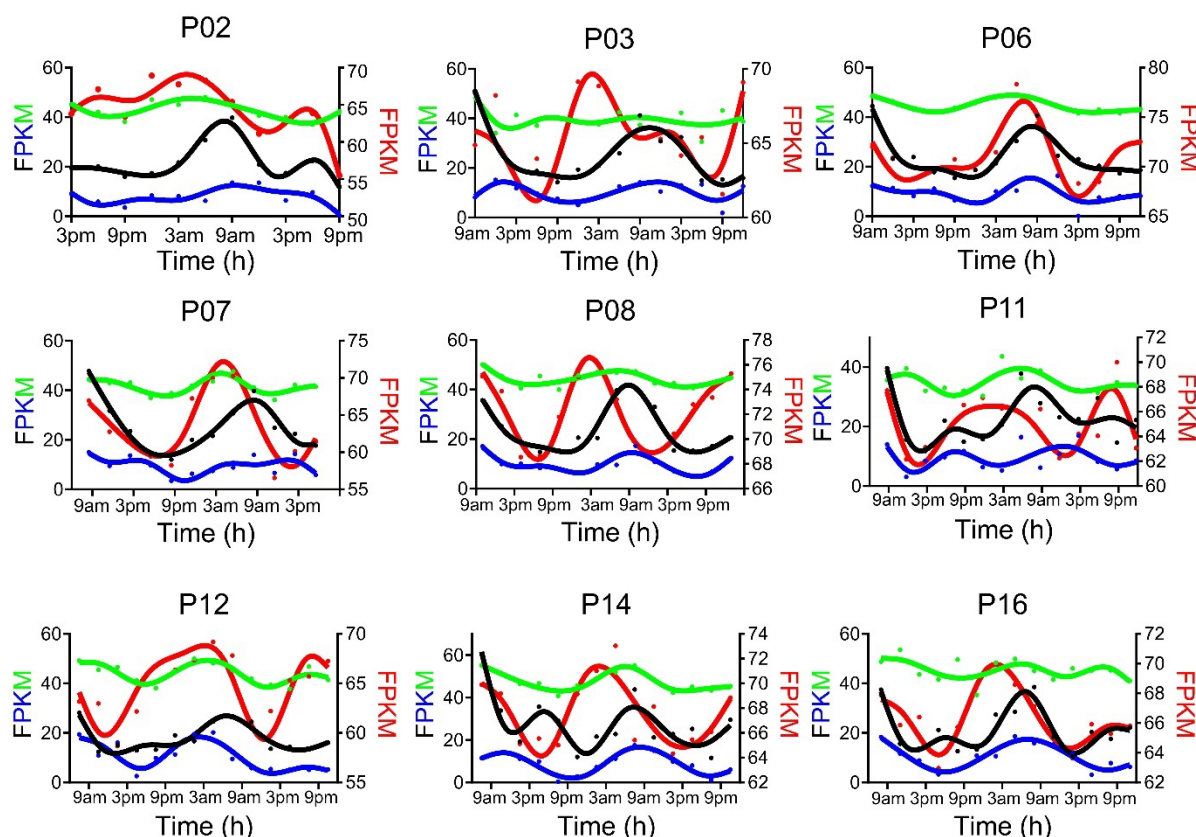 P02
60
40
20
0
FPKM
70
65
60
55
50
FPKM
3pm 9pm 3am 9am 3pm 9pm
Time (h)
P03
60
40
20
0
FPKM
70
65
60
FPKM
9am 3pm 9pm 3am 9am 3pm 9pm
Time (h)
P06
60
40
20
0
FPKM
80
75
70
65
FPKM
9am 3pm 9pm 3am 9am 3pm 9pm
Time (h)
P07
60
40
20
0
FPKM
75
70
65
60
55
FPKM
9am 3pm 9pm 3am 9am 3pm
Time (h)
P08
60
40
20
0
FPKM
78
76
74
72
70
68
66
FPKM
9am 3pm 9pm 3am 9am 3pm 9pm
Time (h)
P11
40
20
0
FPKM
72
70
68
66
64
62
60
FPKM
9am 3pm 9pm 3am 9am 3pm 9pm
Time (h)
P12
60
40
20
0
FPKM
70
65
60
55
FPKM
9am 3pm 9pm 3am 9am 3pm 9pm
Time (h)
P14
60
40
20
0
FPKM
74
72
70
68
66
64
62
FPKM
9am 3pm 9pm 3am 9am 3pm 9pm
Time (h)
P16
60
40
20
0
FPKM
72
70
68
66
64
62
FPKM
9am 3pm 9pm 3am 9am 3pm 9pm
Time (h)